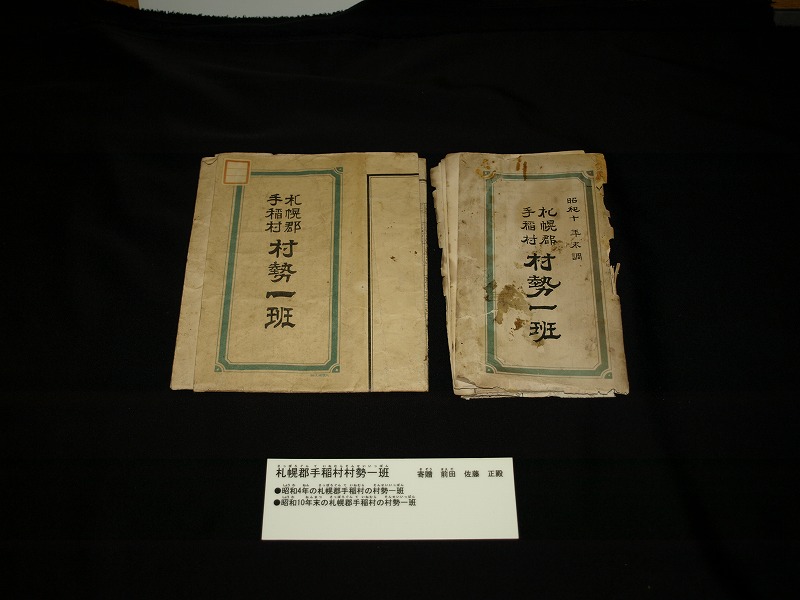 札幌郡
手稲村
村勢一班
昭和十年末調
札幌郡
手稲村
村勢一班
札幌郡手稲村村勢一班 寄贈 前田 佐藤 正殿
●昭和4年の札幌郡手稲村の村勢一班
●昭和10年末の札幌郡手稲村の村勢一班